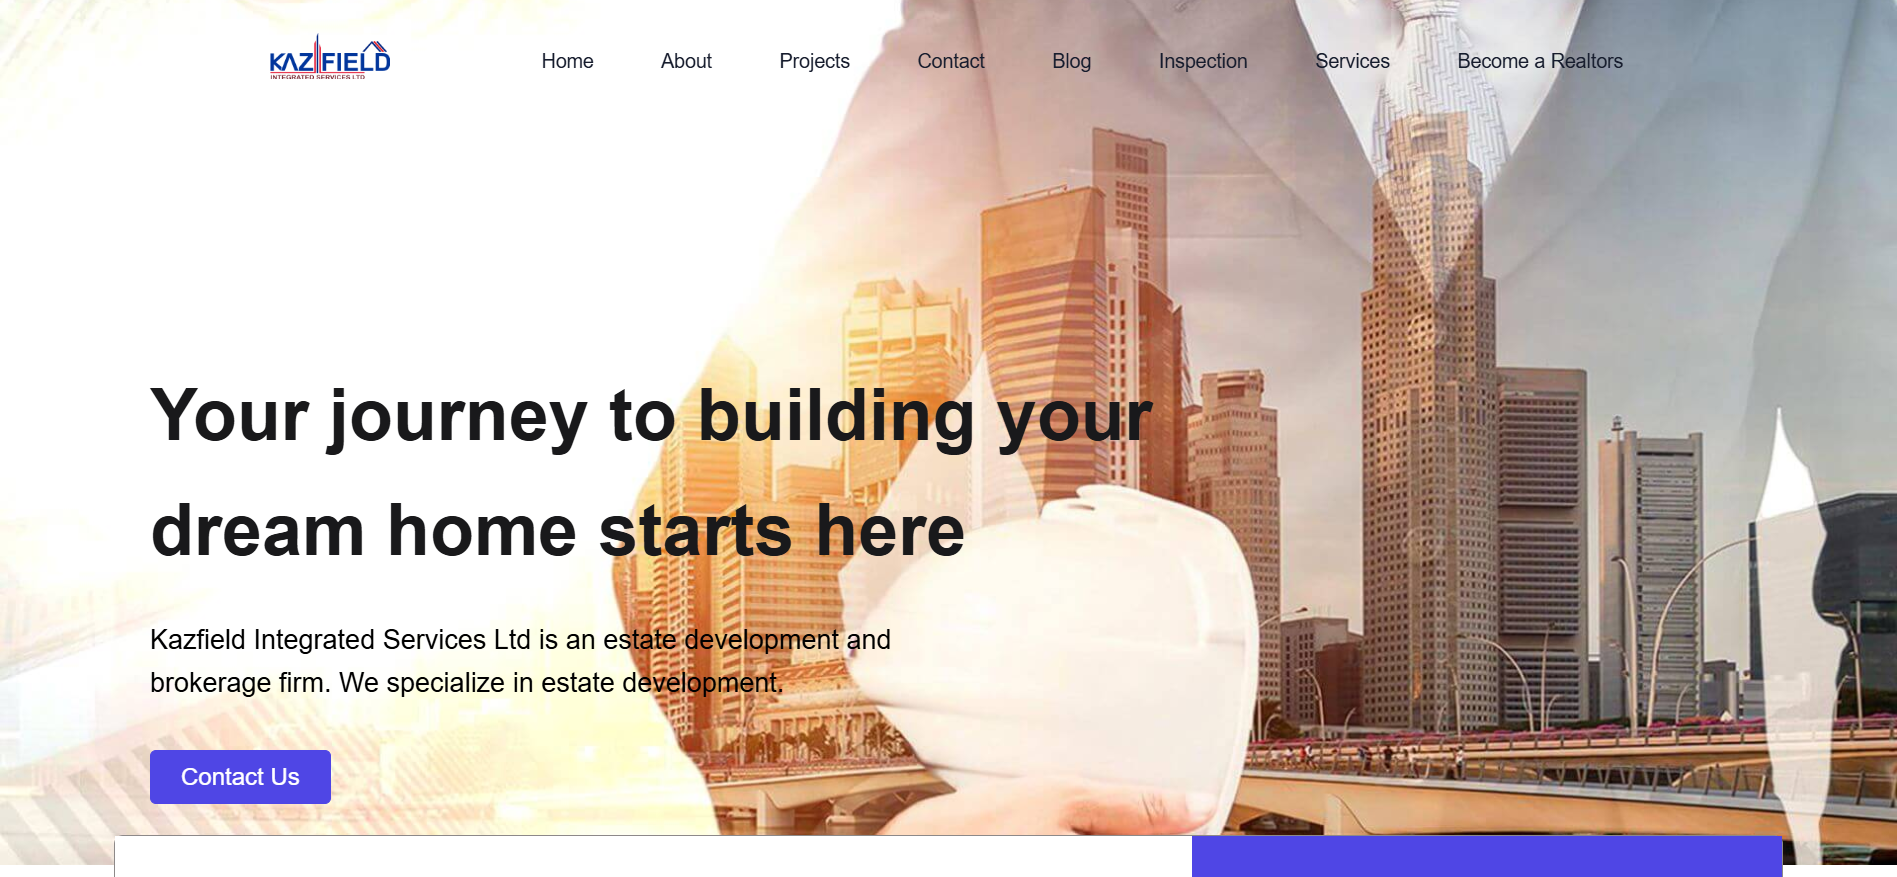 KAZFIELD
INTEGRATED SERVICES LTD
Home
About
Projects
Contact
Blog
Inspection
Services
Become a Realtors
Your journey to building your
dream home starts here
Kazfield Integrated Services Ltd is an estate development and
brokerage firm. We specialize in estate development.
Contact Us